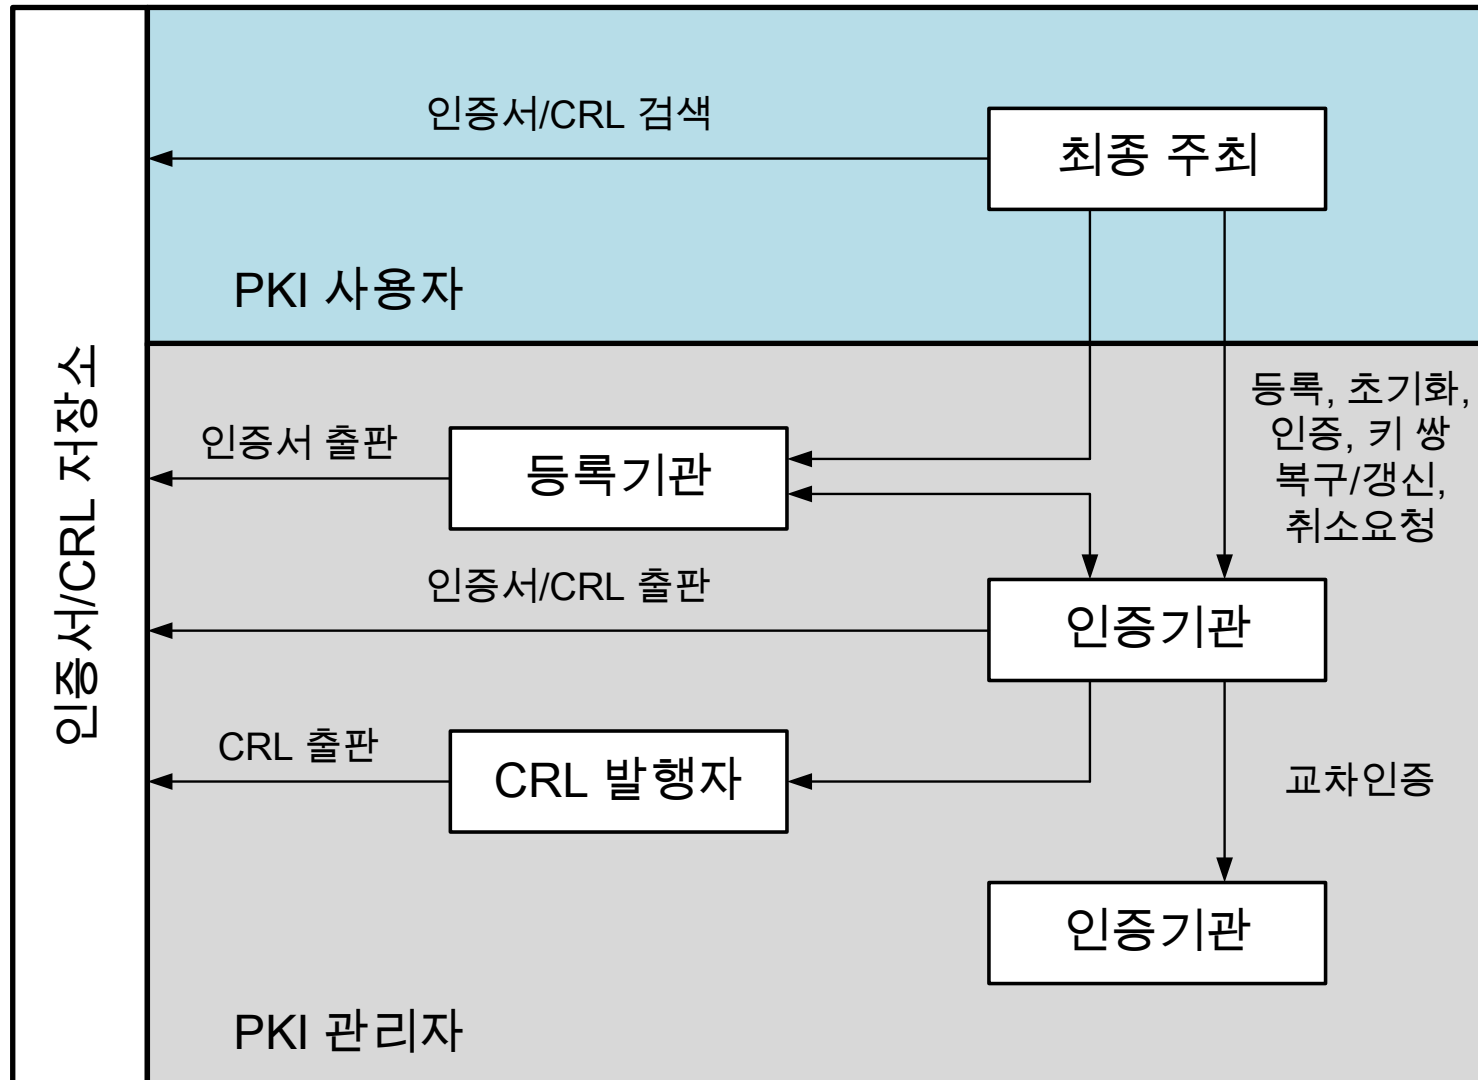 인증서/CRL 저장소
인증서/CRL 검색
최종 주최
PKI 사용자
등록, 초기화,
인증, 키 쌍
복구/갱신,
취소요청
인증서 출판
등록기관
인증서/CRL 출판
인증기관
CRL 출판
CRL 발행자
교차인증
인증기관
PKI 관리자